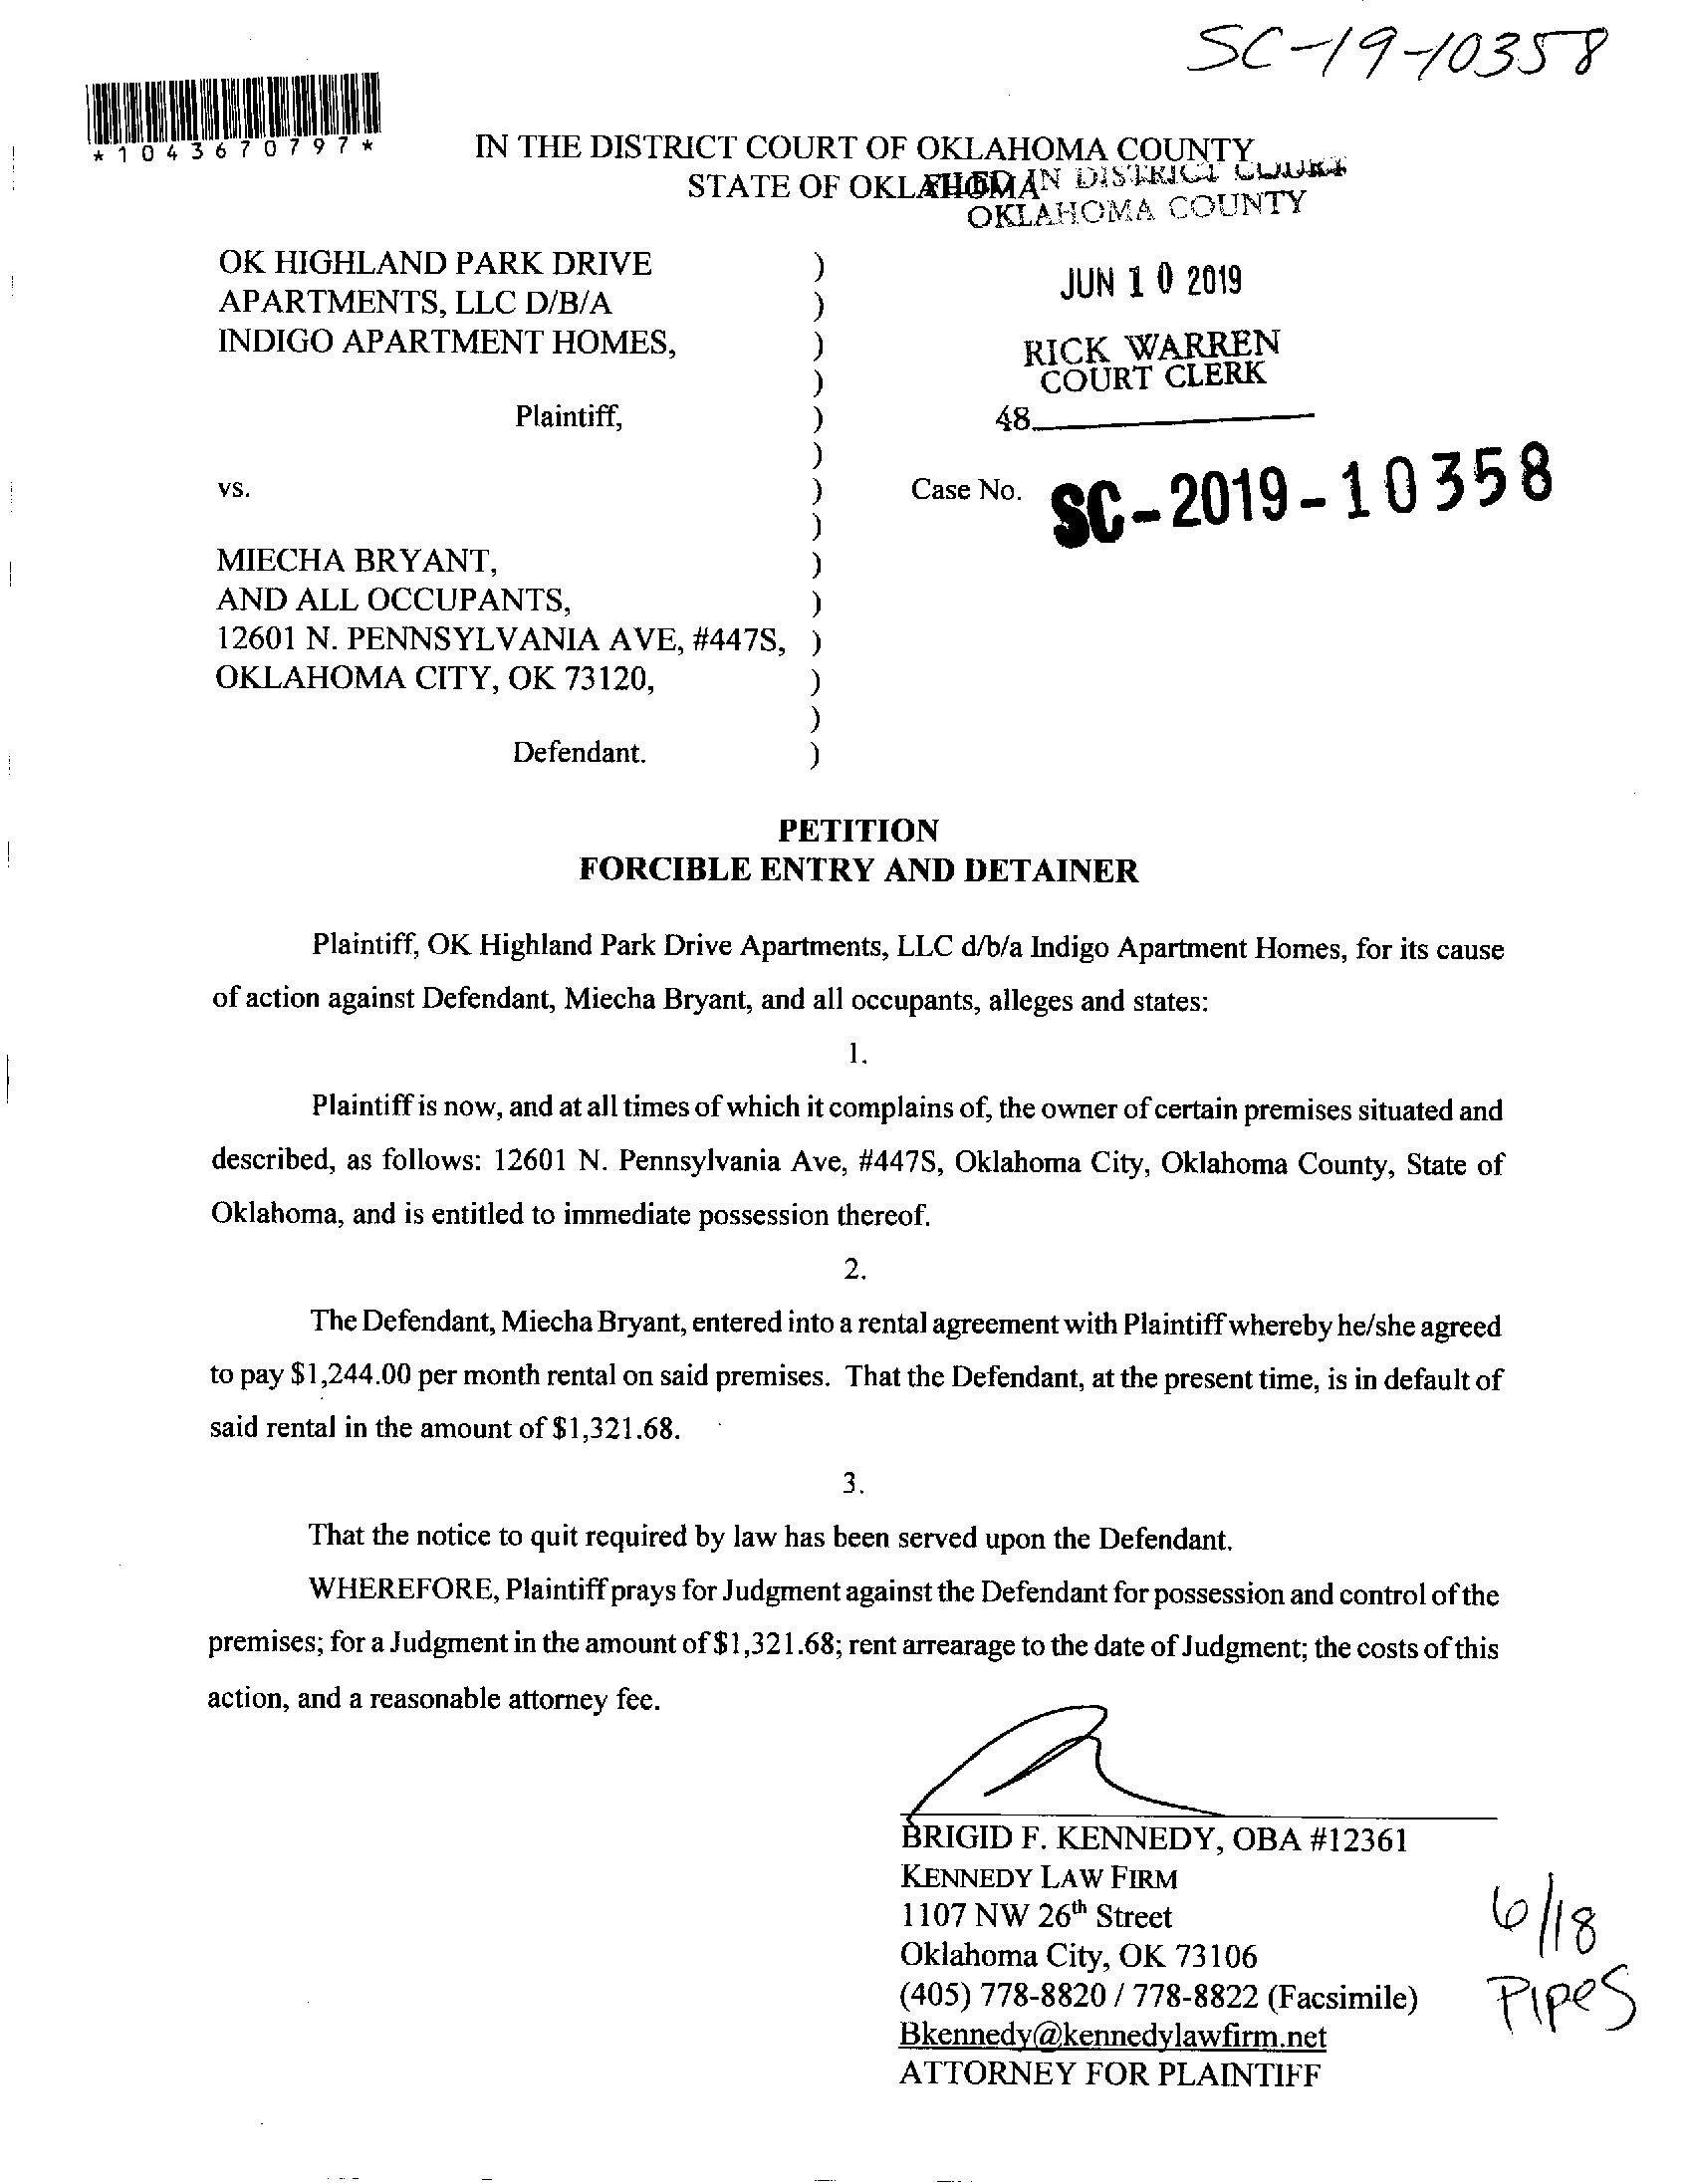 SC-19-10358
*1043670797*
IN THE DISTRICT COURT OF OKLAHOMA COUNTY
STATE OF OKLAHOMA
FILED IN DISTRICT COURT
OKLAHOMA COUNTY
JUN 10 2019
RICK WARREN
COURT CLERK
48
OK HIGHLAND PARK DRIVE )
APARTMENTS, LLC D/B/A )
INDIGO APARTMENT HOMES, )
)
Plaintiff, )
)
vs. ) Case No. SC-2019-10358
)
MIECHA BRYANT, )
AND ALL OCCUPANTS, )
12601 N. PENNSYLVANIA AVE, #447S, )
OKLAHOMA CITY, OK 73120, )
)
Defendant. )
PETITION
FORCIBLE ENTRY AND DETAINER
Plaintiff, OK Highland Park Drive Apartments, LLC d/b/a Indigo Apartment Homes, for its cause
of action against Defendant, Miecha Bryant, and all occupants, alleges and states:
1.
Plaintiff is now, and at all times of which it complains of, the owner of certain premises situated and
described, as follows: 12601 N. Pennsylvania Ave, #447S, Oklahoma City, Oklahoma County, State of
Oklahoma, and is entitled to immediate possession thereof.
2.
The Defendant, Miecha Bryant, entered into a rental agreement with Plaintiff whereby he/she agreed
to pay $1,244.00 per month rental on said premises. That the Defendant, at the present time, is in default of
said rental in the amount of $1,321.68.
3.
That the notice to quit required by law has been served upon the Defendant.
WHEREFORE, Plaintiff prays for Judgment against the Defendant for possession and control of the
premises; for a Judgment in the amount of $1,321.68; rent arrearage to the date of Judgment; the costs of this
action, and a reasonable attorney fee.
BRIGID F. KENNEDY, OBA #12361
KENNEDY LAW FIRM
1107 NW 26th Street
Oklahoma City, OK 73106
(405) 778-8820 / 778-8822 (Facsimile)
Bkennedy@kennedylawfirm.net
ATTORNEY FOR PLAINTIFF
6/18
Pipes